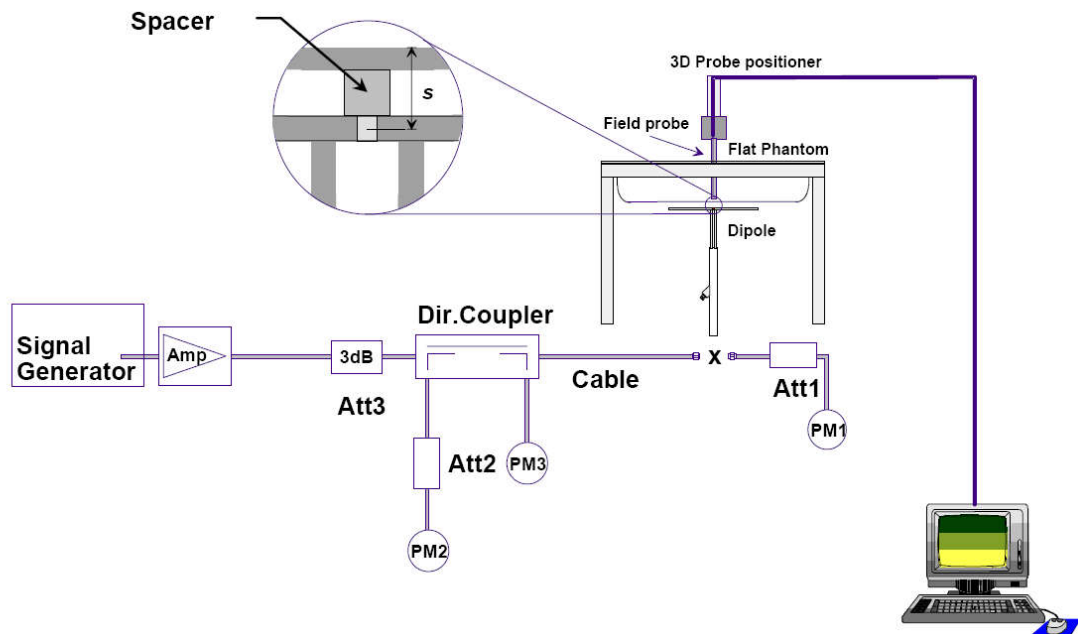 Spacer
s
3D Probe positioner
Field probe
Flat Phantom
Dipole
Dir.Coupler
Signal
Generator
Amp
3dB
Att3
Cable
X
Att1
PM1
Att2
PM3
PM2